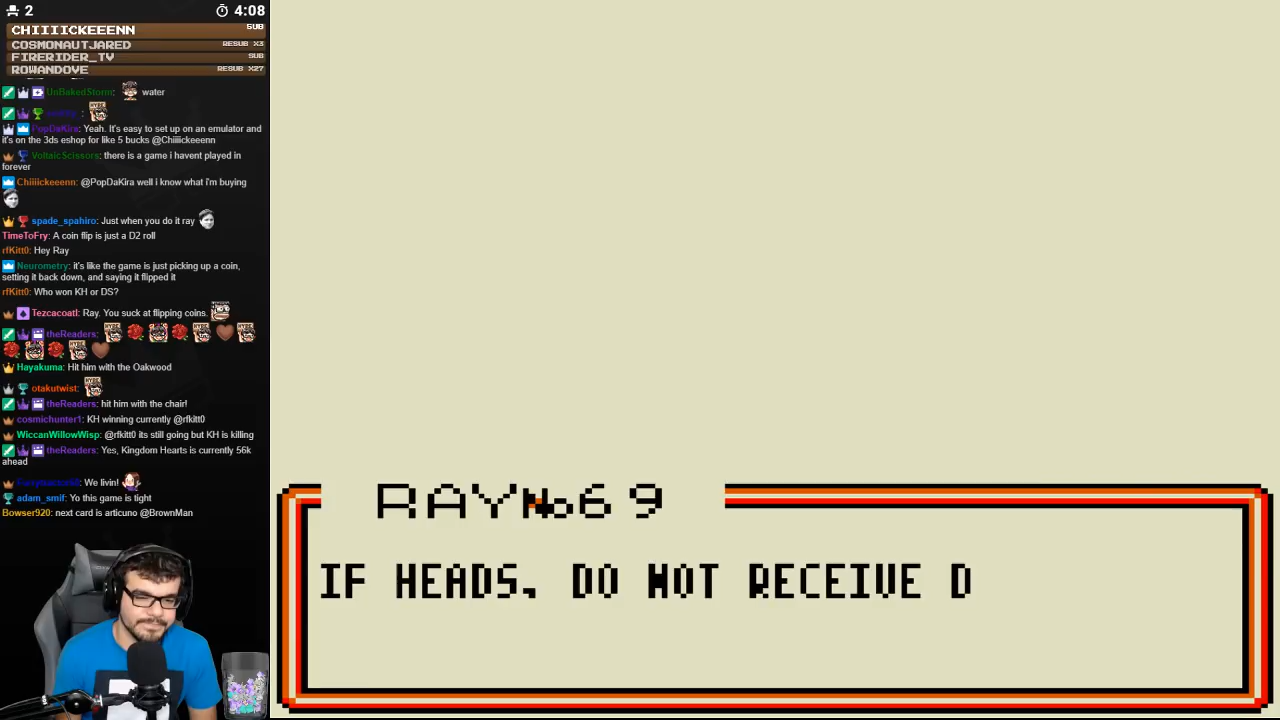 2
4:08
CHIIIICKEEENN SUB
COSMONAUTJARED RESUB X3
FIRERIDER_TV SUB
ROWANDOVE RESUB X27
UnBakedStorm: water
PopDaKira: Yeah. It's easy to set up on an emulator and
it's on the 3ds eshop for like 5 bucks @Chiiiickeeenn
VoltaicScissors: there is a game i havent played in
forever
Chiiiickeeenn: @PopDaKira well i know what i'm buying
spade_spahiro: Just when you do it ray
TimeToFry: A coin flip is just a D2 roll
rfKitt0: Hey Ray
Neurometry: it's like the game is just picking up a coin,
setting it back down, and saying it flipped it
rfKitt0: Who won KH or DS?
Tezcacoatl: Ray. You suck at flipping coins.
theReaders:
Hayakuma: Hit him with the Oakwood
otakutwist:
theReaders: hit him with the chair!
cosmichunter1: KH winning currently @rfkitt0
WiccanWillowWisp: @rfkitt0 its still going but KH is killing
theReaders: Yes, Kingdom Hearts is currently 56k
ahead
We livin!
adam_smif: Yo this game is tight
Bowser920: next card is articuno @BrownMan
RAY№69
IF HEADS, DO NOT RECEIVE D